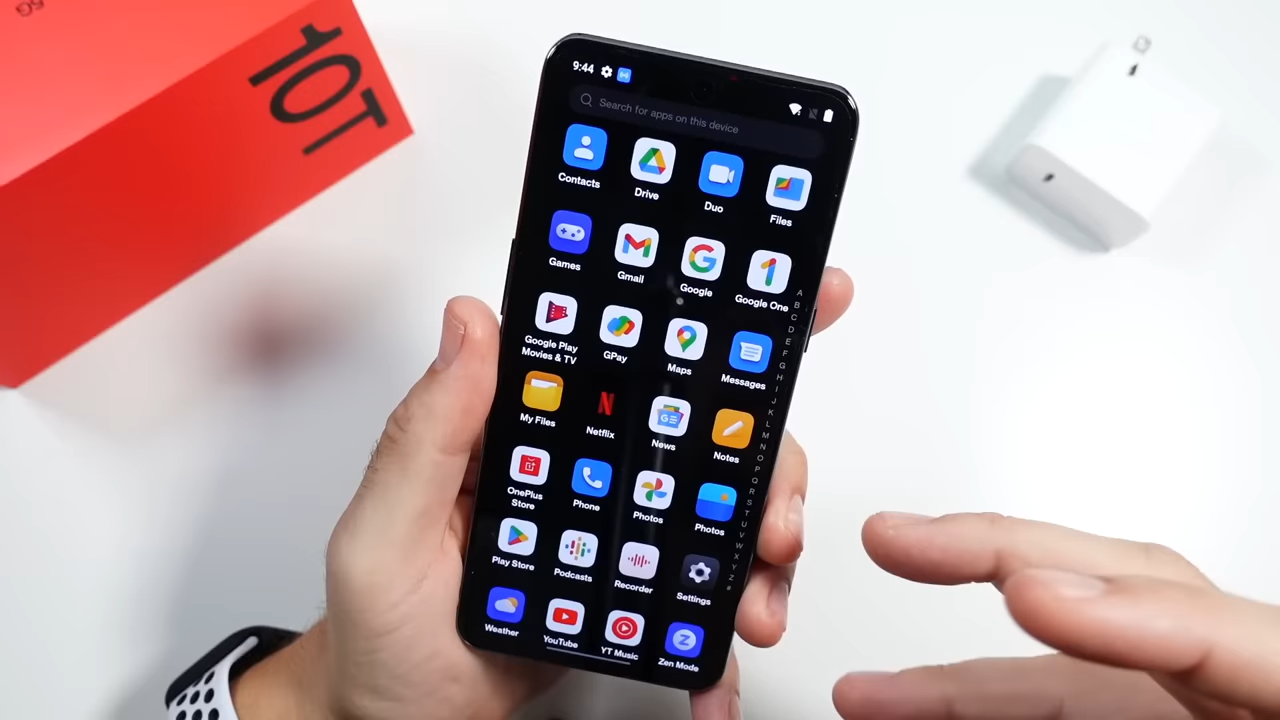 5G
10T
9:44
Search for apps on this device
Contacts
Drive
Duo
Files
Games
Gmail
Google
Google One
Google Play
Movies & TV
GPay
Maps
Messages
My Files
Netflix
News
Notes
OnePlus
Store
Phone
Photos
Photos
Play Store
Podcasts
Recorder
Settings
Weather
YouTube
YT Music
Zen Mode
A
B
C
D
E
F
G
H
I
J
K
L
M
N
O
P
Q
R
S
T
U
V
W
X
Y
Z
#